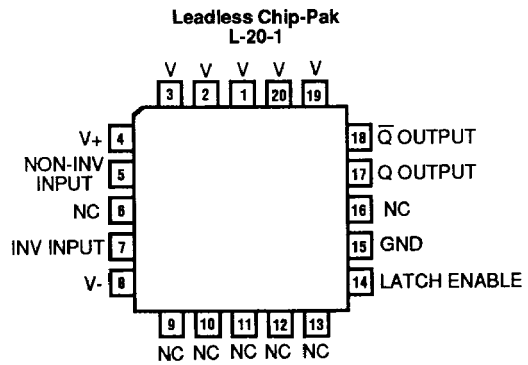 Leadless Chip-Pak
L-20-1
V V V V V
3 2 1 20 19
V+ 4
NON-INV
INPUT 5
NC 6
INV INPUT 7
V- 8
18 Q̅ OUTPUT
17 Q OUTPUT
16 NC
15 GND
14 LATCH ENABLE
9 10 11 12 13
NC NC NC NC NC